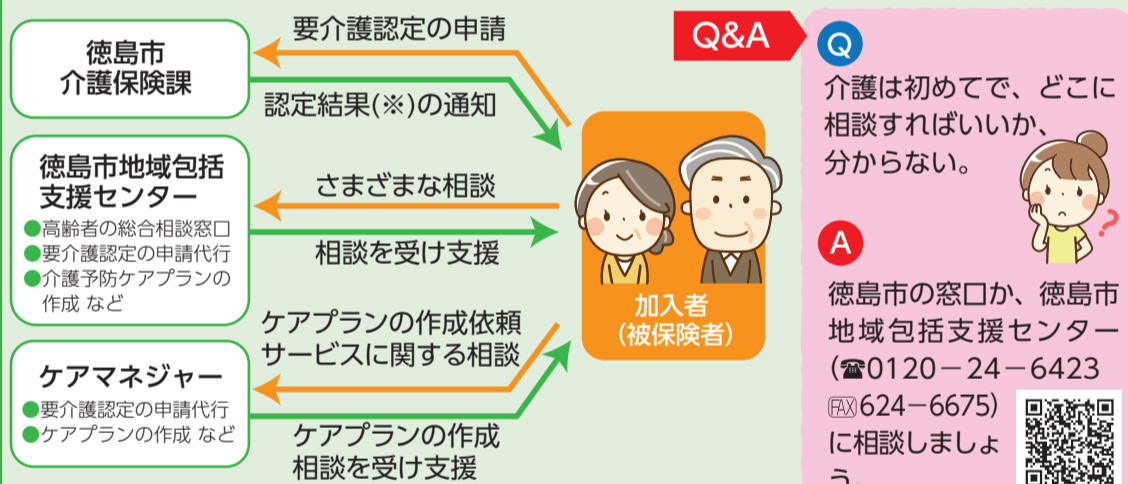 徳島市
介護保険課
要介護認定の申請
認定結果(※)の通知
徳島市地域包括
支援センター
●高齢者の総合相談窓口
●要介護認定の申請代行
●介護予防ケアプランの
作成 など
さまざまな相談
相談を受け支援
ケアマネジャー
●要介護認定の申請代行
●ケアプランの作成 など
ケアプランの作成依頼
サービスに関する相談
ケアプランの作成
相談を受け支援
加入者
(被保険者)
Q&A
Q
介護は初めてで、どこに
相談すればいいか、
分からない。
A
徳島市の窓口か、徳島市
地域包括支援センター
(☎0120－24－6423
FAX624－6675)
に相談しましょ
う。